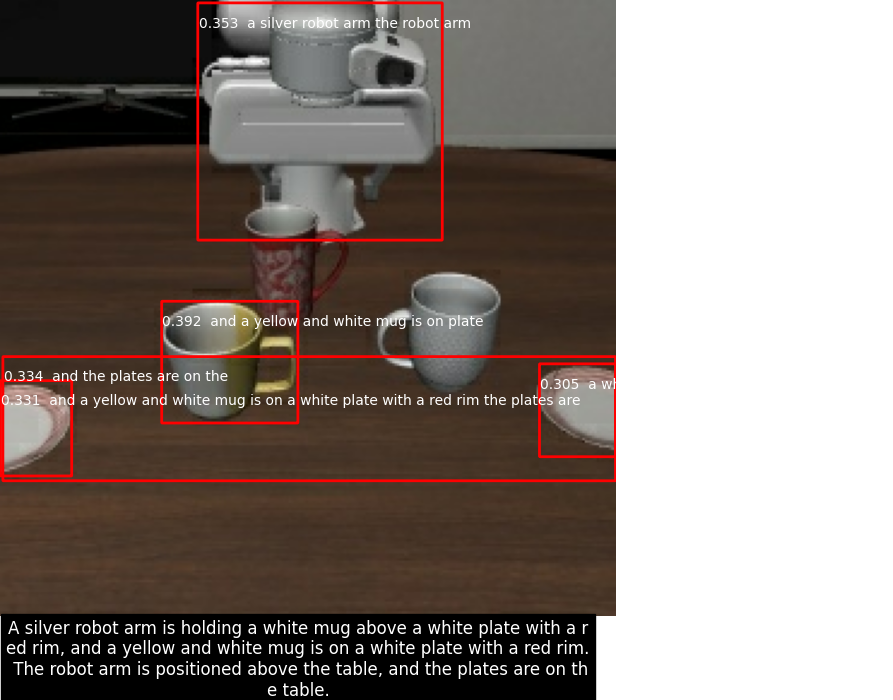 0.353 a silver robot arm the robot arm
0.392 and a yellow and white mug is on plate
0.334 and the plates are on the
0.305 a wh
0.331 and a yellow and white mug is on a white plate with a red rim the plates are
A silver robot arm is holding a white mug above a white plate with a r
ed rim, and a yellow and white mug is on a white plate with a red rim.
The robot arm is positioned above the table, and the plates are on th
e table.